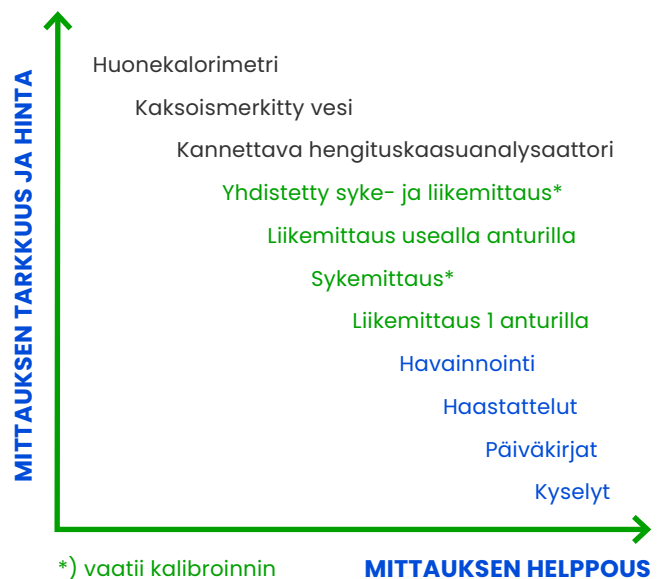 MITTAUKSEN TARKKUUS JA HINTA
Huonekalorimetri
Kaksoismerkitty vesi
Kannettava hengituskaasuanalysaattori
Yhdistetty syke- ja liikemittaus*
Liikemittaus usealla anturilla
Sykemittaus*
Liikemittaus 1 anturilla
Havainnointi
Haastattelut
Päiväkirjat
Kyselyt
*) vaatii kalibroinnin
MITTAUKSEN HELPPOUS